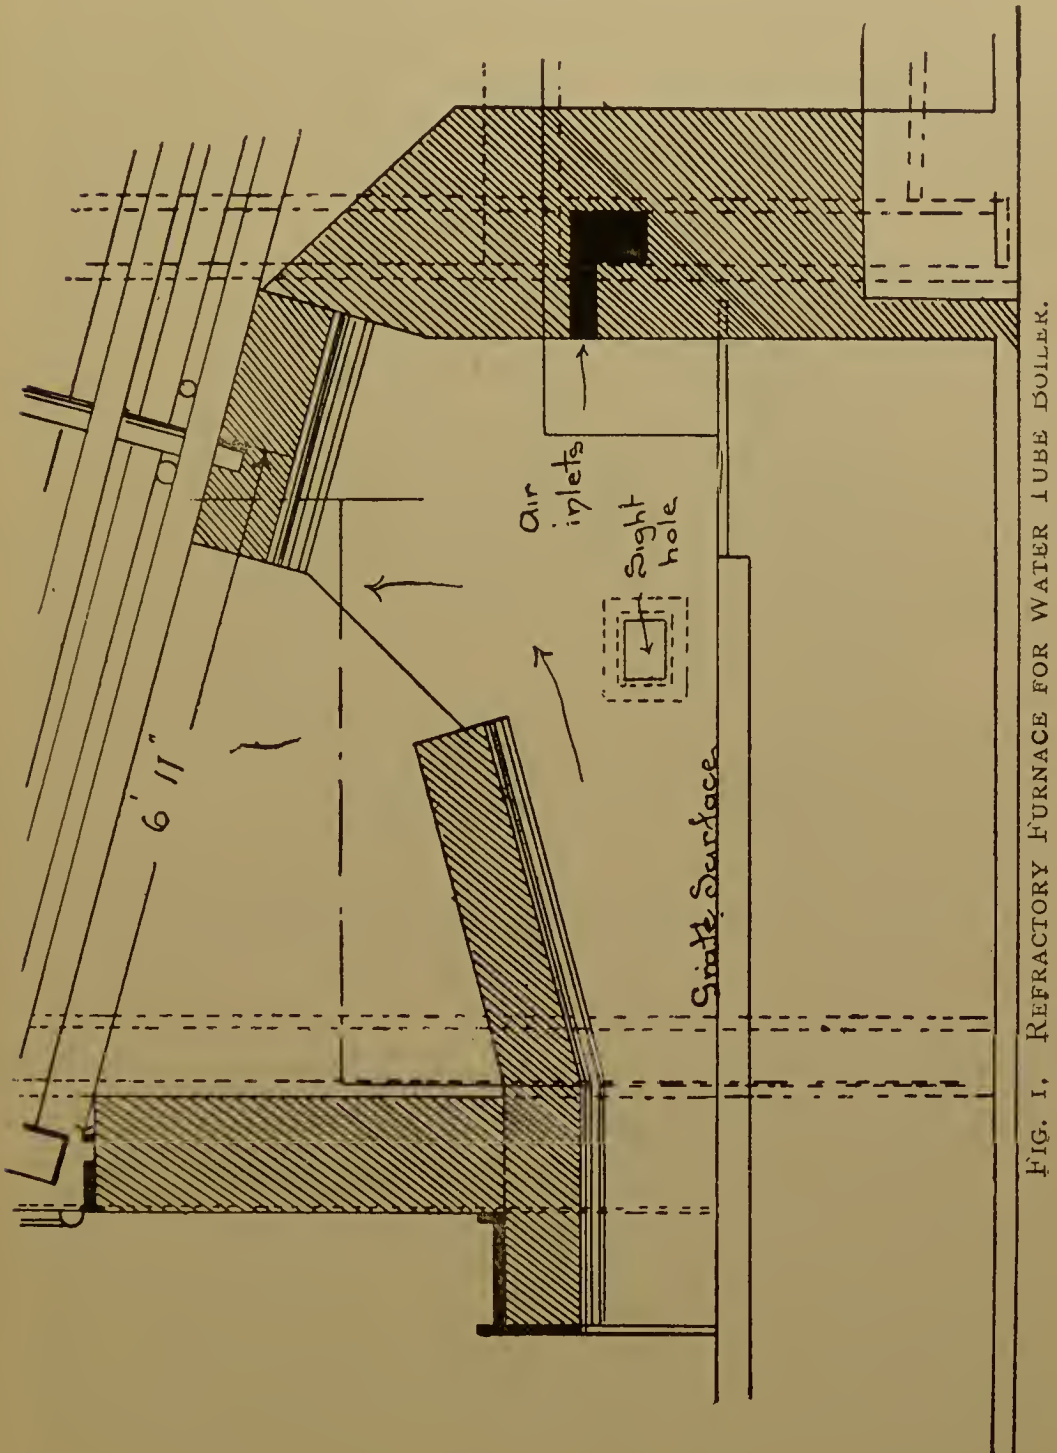 6' 11"
air
inlets
Sight
hole
Grate Surface
FIG. 1. REFRACTORY FURNACE FOR WATER TUBE BOILER.